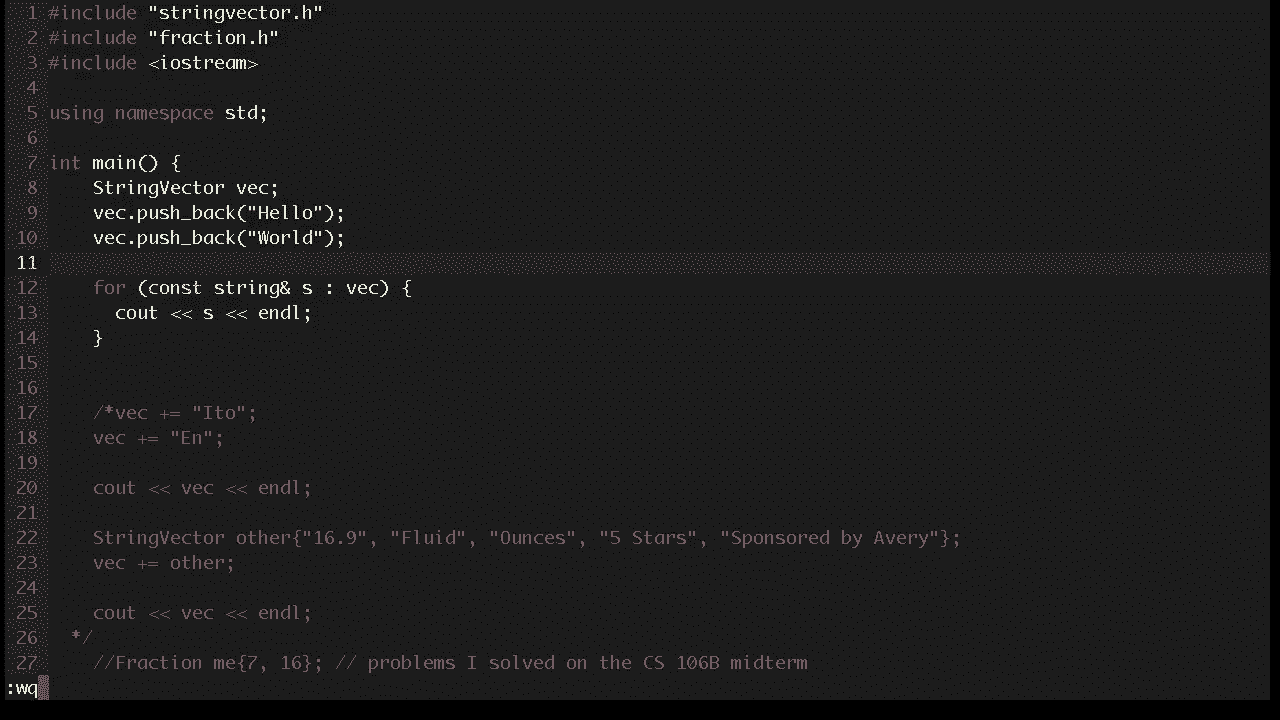 1 #include "stringvector.h"
2 #include "fraction.h"
3 #include <iostream>
4
5 using namespace std;
6
7 int main() {
8     StringVector vec;
9     vec.push_back("Hello");
10     vec.push_back("World");
11
12     for (const string& s : vec) {
13       cout << s << endl;
14     }
15
16
17     /*vec += "Ito";
18     vec += "En";
19
20     cout << vec << endl;
21
22     StringVector other{"16.9", "Fluid", "Ounces", "5 Stars", "Sponsored by Avery"};
23     vec += other;
24
25     cout << vec << endl;
26   */
27     //Fraction me{7, 16}; // problems I solved on the CS 106B midterm
:wq